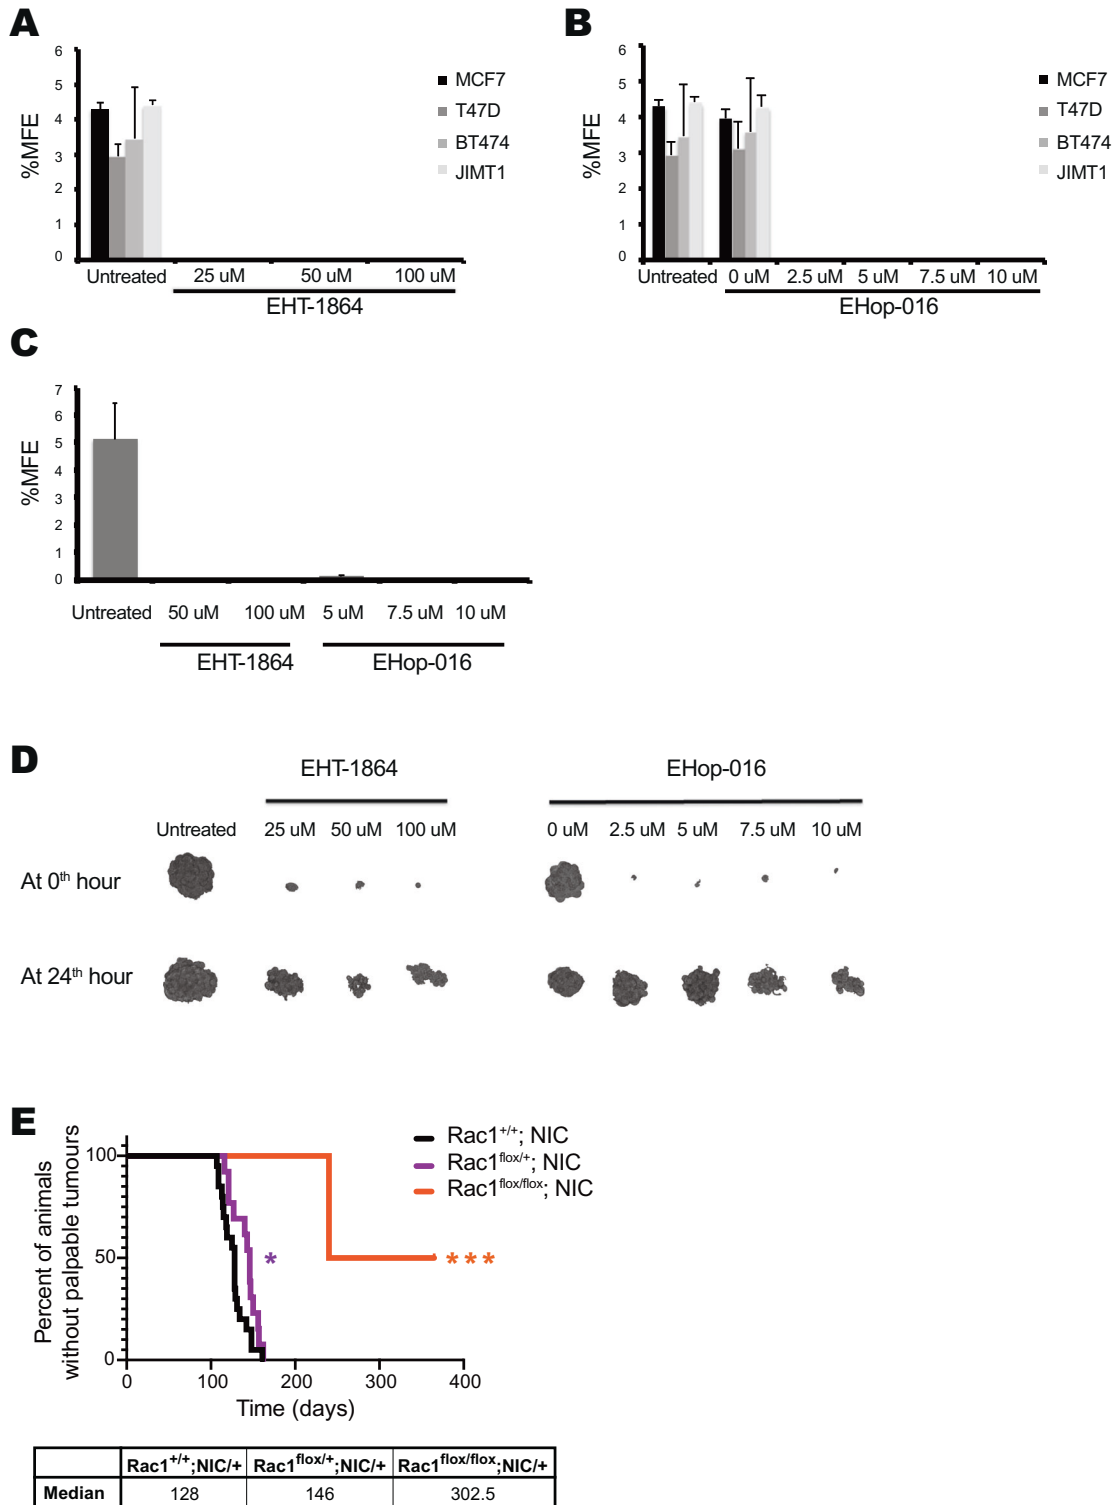 A
6
5
4
3
2
1
0
%MFE
MCF7
T47D
BT474
JIMT1
Untreated 25 uM 50 uM 100 uM
EHT-1864
B
6
5
4
3
2
1
0
%MFE
MCF7
T47D
BT474
JIMT1
Untreated 0 uM 2.5 uM 5 uM 7.5 uM 10 uM
EHop-016
C
7
6
5
4
3
2
1
0
%MFE
Untreated 50 uM 100 uM 5 uM 7.5 uM 10 uM
EHT-1864 EHop-016
D
EHT-1864 EHop-016
Untreated 25 uM 50 uM 100 uM 0 uM 2.5 uM 5 uM 7.5 uM 10 uM
At 0th hour
At 24th hour
E
Percent of animals
without palpable tumours
100
50
0
Rac1+/+; NIC
Rac1flox/+; NIC
Rac1flox/flox; NIC
*
***
0 100 200 300 400
Time (days)
Rac1+/+;NIC/+ Rac1flox/+;NIC/+ Rac1flox/flox;NIC/+
Median 128 146 302.5